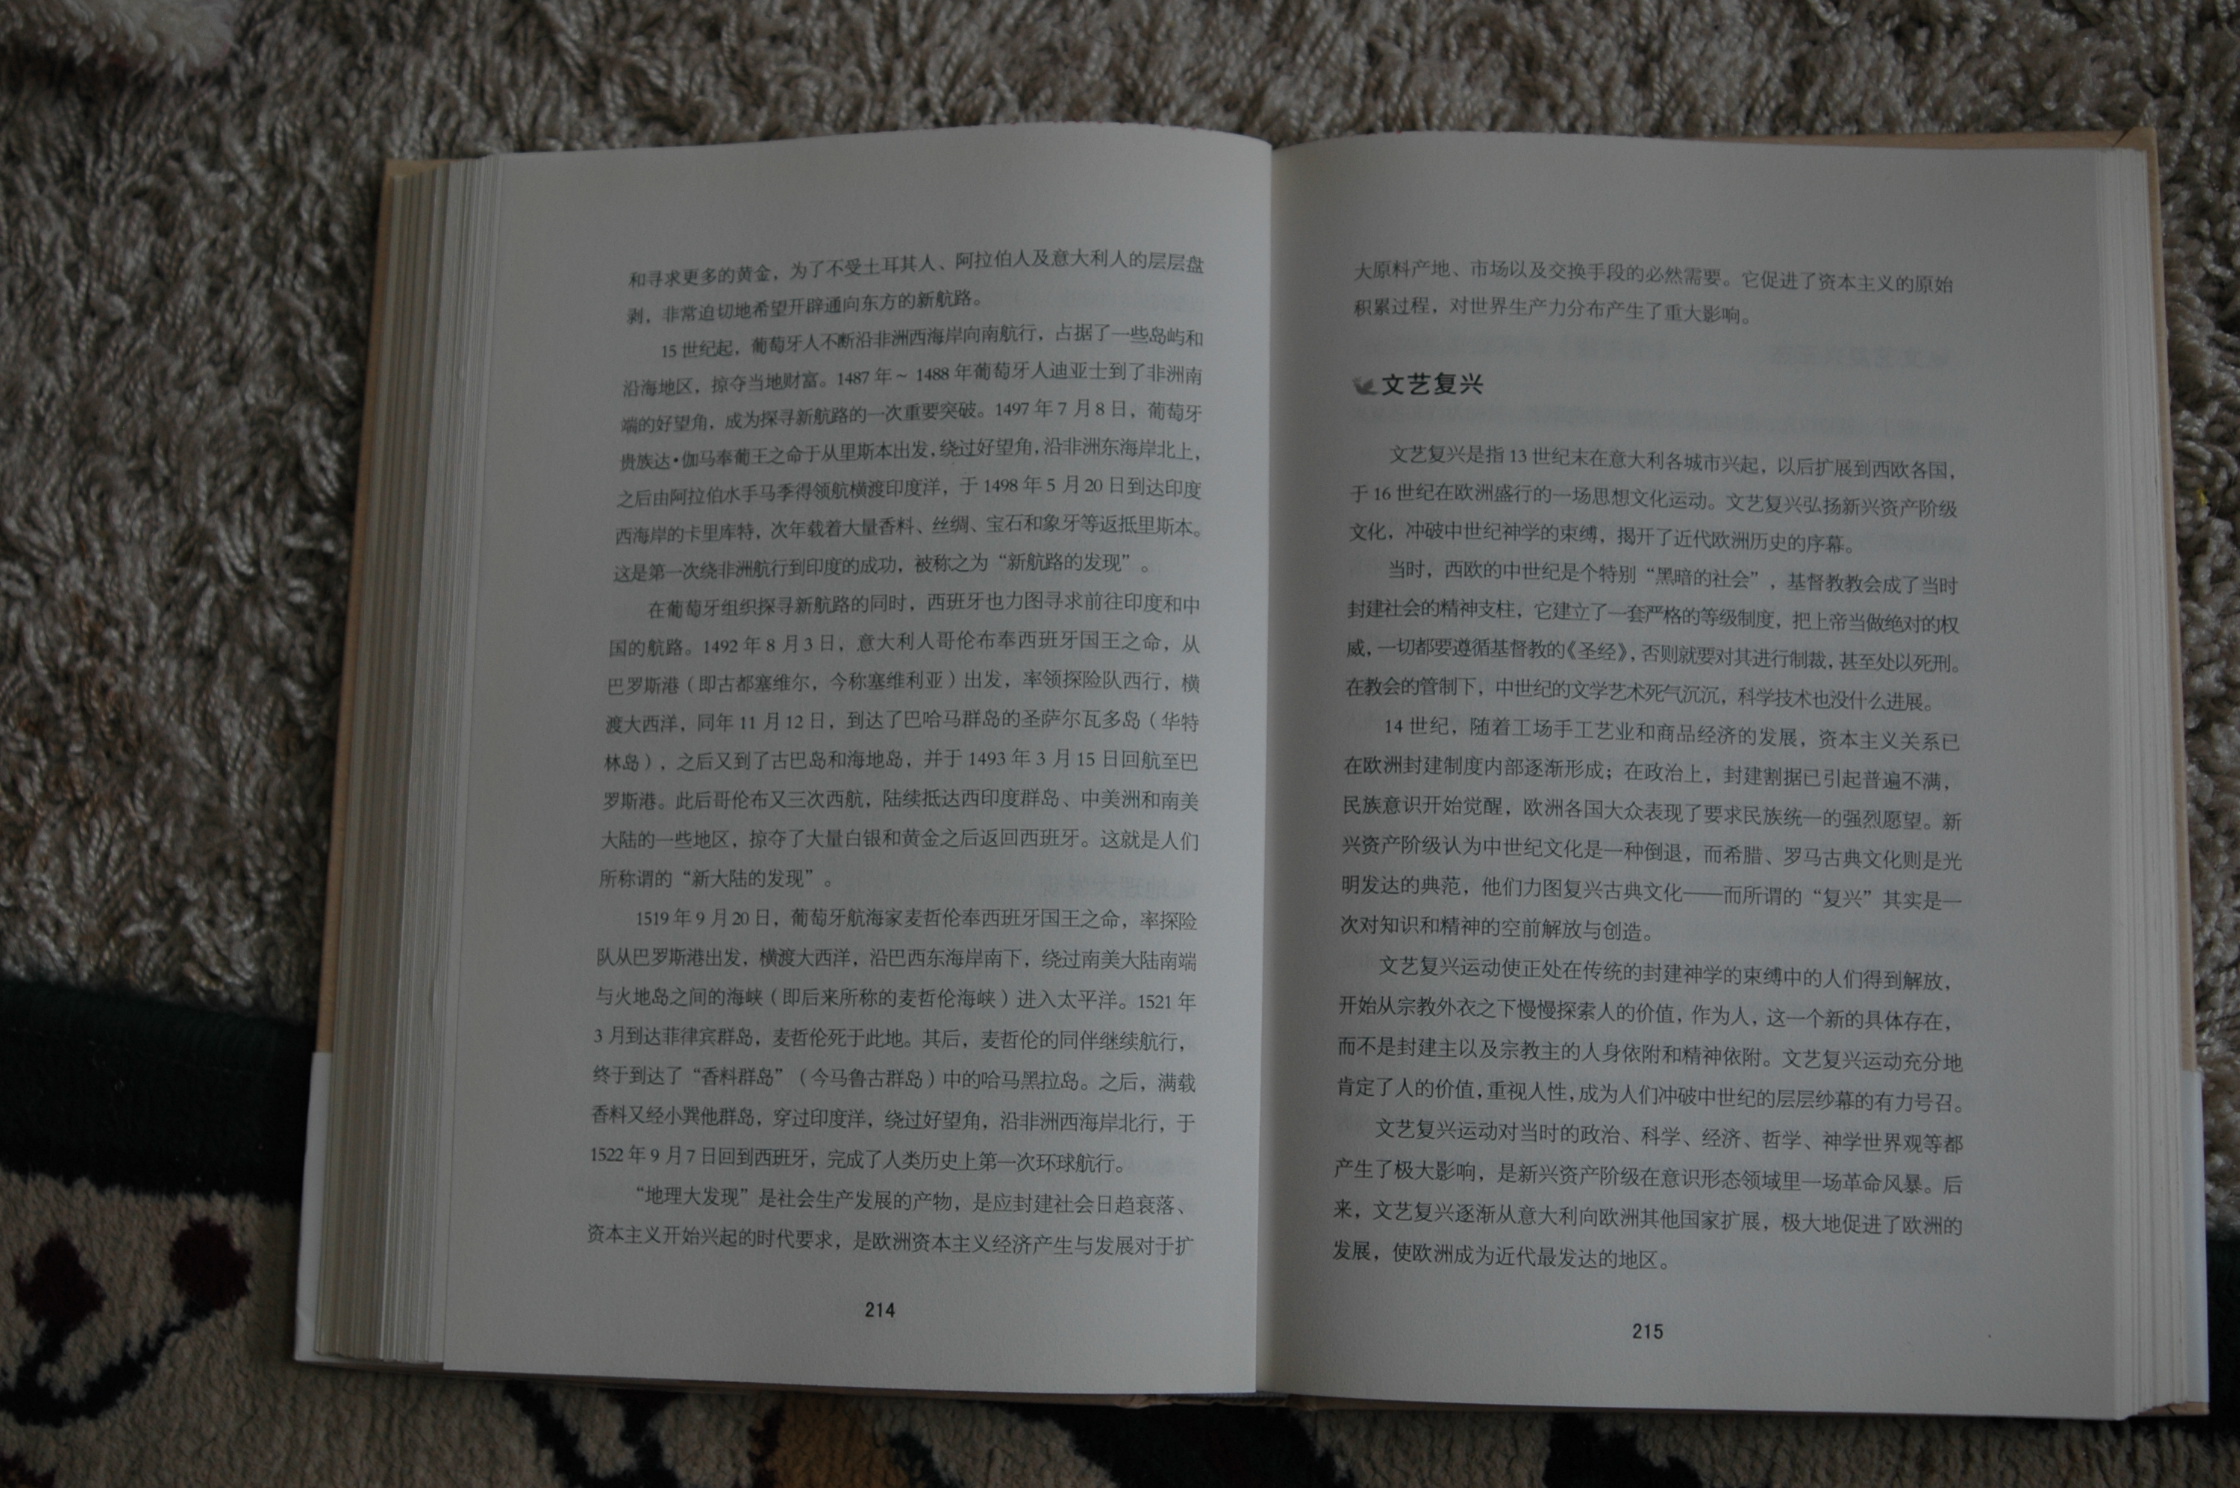 和寻求更多的黄金，为了不受土耳其人、阿拉伯人及意大利人的层层盘
剥，非常迫切地希望开辟通向东方的新航路。
15 世纪起，葡萄牙人不断沿非洲西海岸向南航行，占据了一些岛屿和
沿海地区，掠夺当地财富。1487 年～ 1488 年葡萄牙人迪亚士到了非洲南
端的好望角，成为探寻新航路的一次重要突破。1497 年 7 月 8 日，葡萄牙
贵族达·伽马奉葡王之命于从里斯本出发，绕过好望角，沿非洲东海岸北上，
之后由阿拉伯水手马季得领航横渡印度洋，于 1498 年 5 月 20 日到达印度
西海岸的卡里库特，次年载着大量香料、丝绸、宝石和象牙等返抵里斯本。
这是第一次绕非洲航行到印度的成功，被称之为“新航路的发现”。
在葡萄牙组织探寻新航路的同时，西班牙也力图寻求前往印度和中
国的航路。1492 年 8 月 3 日，意大利人哥伦布奉西班牙国王之命，从
巴罗斯港（即古都塞维尔，今称塞维利亚）出发，率领探险队西行，横
渡大西洋，同年 11 月 12 日，到达了巴哈马群岛的圣萨尔瓦多岛（华特
林岛），之后又到了古巴岛和海地岛，并于 1493 年 3 月 15 日回航至巴
罗斯港。此后哥伦布又三次西航，陆续抵达西印度群岛、中美洲和南美
大陆的一些地区，掠夺了大量白银和黄金之后返回西班牙。这就是人们
所称谓的“新大陆的发现”。
1519 年 9 月 20 日，葡萄牙航海家麦哲伦奉西班牙国王之命，率探险
队从巴罗斯港出发，横渡大西洋，沿巴西东海岸南下，绕过南美大陆南端
与火地岛之间的海峡（即后来所称的麦哲伦海峡）进入太平洋。1521 年
3 月到达菲律宾群岛，麦哲伦死于此地。其后，麦哲伦的同伴继续航行，
终于到达了“香料群岛”（今马鲁古群岛）中的哈马黑拉岛。之后，满载
香料又经小巽他群岛，穿过印度洋，绕过好望角，沿非洲西海岸北行，于
1522 年 9 月 7 日回到西班牙，完成了人类历史上第一次环球航行。
“地理大发现”是社会生产发展的产物，是应封建社会日趋衰落、
资本主义开始兴起的时代要求，是欧洲资本主义经济产生与发展对于扩
214
大原料产地、市场以及交换手段的必然需要。它促进了资本主义的原始
积累过程，对世界生产力分布产生了重大影响。
文艺复兴
文艺复兴是指 13 世纪末在意大利各城市兴起，以后扩展到西欧各国，
于 16 世纪在欧洲盛行的一场思想文化运动。文艺复兴弘扬新兴资产阶级
文化，冲破中世纪神学的束缚，揭开了近代欧洲历史的序幕。
当时，西欧的中世纪是个特别“黑暗的社会”，基督教教会成了当时
封建社会的精神支柱，它建立了一套严格的等级制度，把上帝当做绝对的权
威，一切都要遵循基督教的《圣经》，否则就要对其进行制裁，甚至处以死刑。
在教会的管制下，中世纪的文学艺术死气沉沉，科学技术也没什么进展。
14 世纪，随着工场手工艺业和商品经济的发展，资本主义关系已
在欧洲封建制度内部逐渐形成；在政治上，封建割据已引起普遍不满，
民族意识开始觉醒，欧洲各国大众表现了要求民族统一的强烈愿望。新
兴资产阶级认为中世纪文化是一种倒退，而希腊、罗马古典文化则是光
明发达的典范，他们力图复兴古典文化——而所谓的“复兴”其实是一
次对知识和精神的空前解放与创造。
文艺复兴运动使正处在传统的封建神学的束缚中的人们得到解放，
开始从宗教外衣之下慢慢探索人的价值，作为人，这一个新的具体存在，
而不是封建主以及宗教主的人身依附和精神依附。文艺复兴运动充分地
肯定了人的价值，重视人性，成为人们冲破中世纪的层层纱幕的有力号召。
文艺复兴运动对当时的政治、科学、经济、哲学、神学世界观等都
产生了极大影响，是新兴资产阶级在意识形态领域里一场革命风暴。后
来，文艺复兴逐渐从意大利向欧洲其他国家扩展，极大地促进了欧洲的
发展，使欧洲成为近代最发达的地区。
215